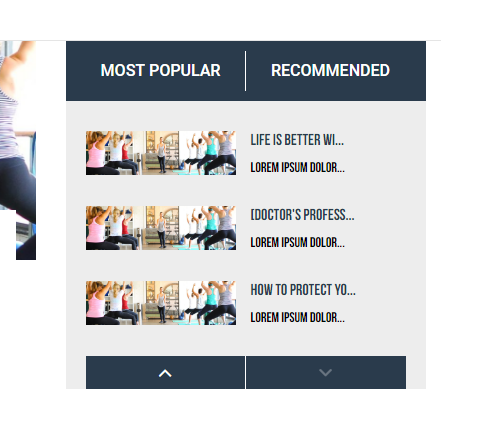 MOST POPULAR
RECOMMENDED
LIFE IS BETTER WI...
LOREM IPSUM DOLOR...
[DOCTOR'S PROFESS...
LOREM IPSUM DOLOR...
HOW TO PROTECT YO...
LOREM IPSUM DOLOR...